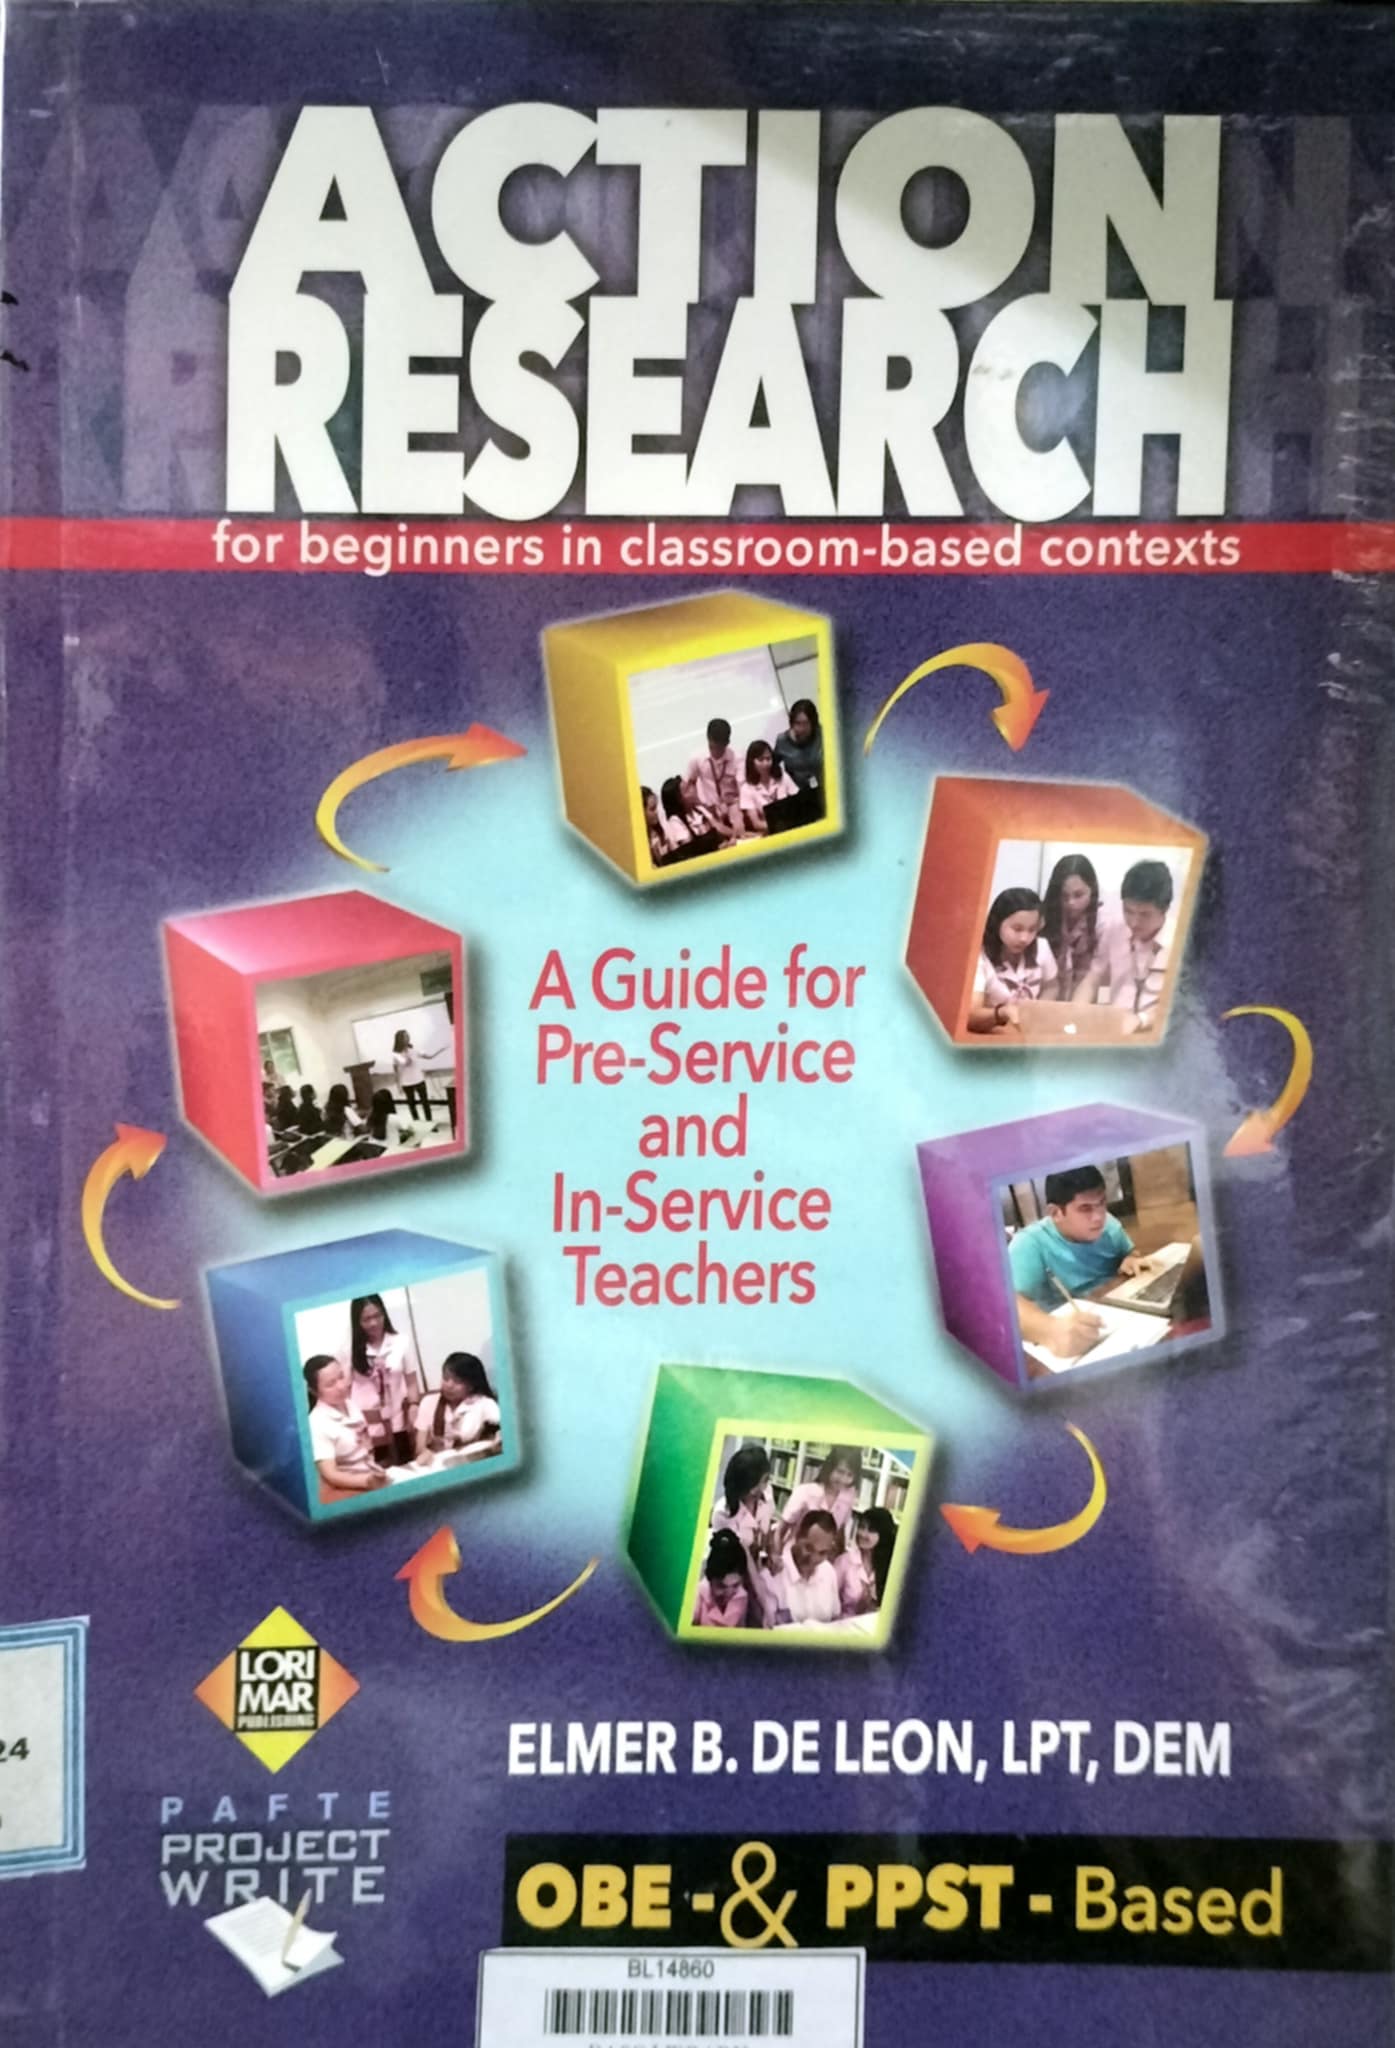 ACTION
RESEARCH
for beginners in classroom-based contexts
A Guide for
Pre-Service
and
In-Service
Teachers
LORI
MAR
PUBLISHING
PAFTE
PROJECT
WRITE
24
ELMER B. DE LEON, LPT, DEM
OBE - & PPST - Based
BL14860